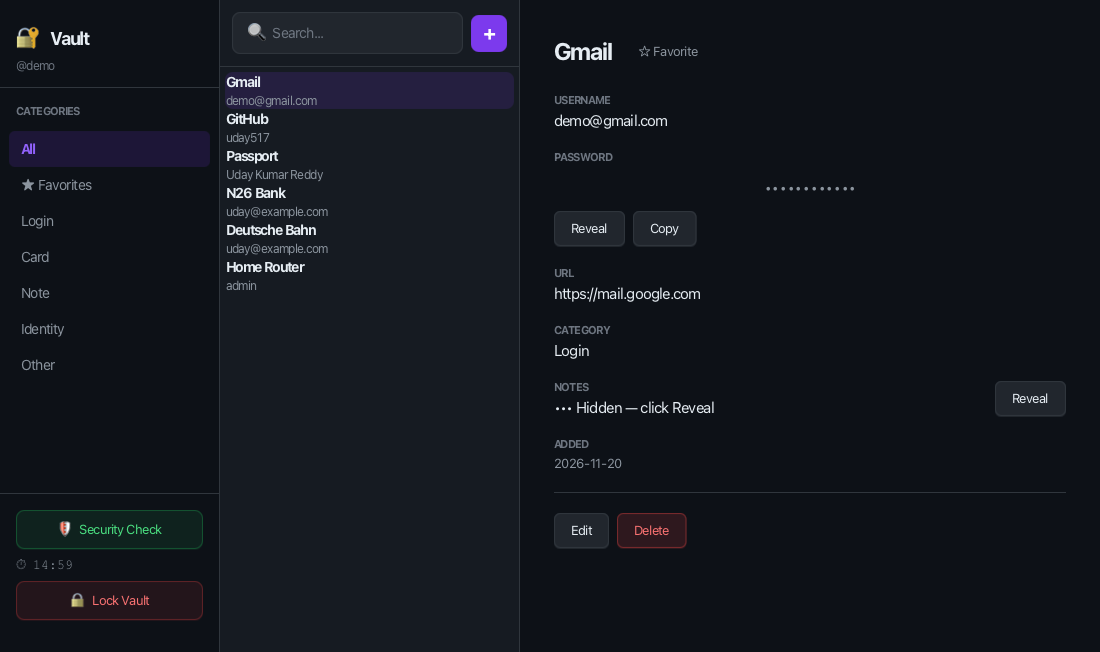 Vault
@demo
CATEGORIES
All
★ Favorites
Login
Card
Note
Identity
Other
Security Check
⏱ 14:59
Lock Vault
Search...
+
Gmail
demo@gmail.com
GitHub
uday517
Passport
Uday Kumar Reddy
N26 Bank
uday@example.com
Deutsche Bahn
uday@example.com
Home Router
admin
Gmail
☆ Favorite
USERNAME
demo@gmail.com
PASSWORD
••••••••••••
Reveal
Copy
URL
https://mail.google.com
CATEGORY
Login
NOTES
••• Hidden — click Reveal
Reveal
ADDED
2026-11-20
Edit
Delete